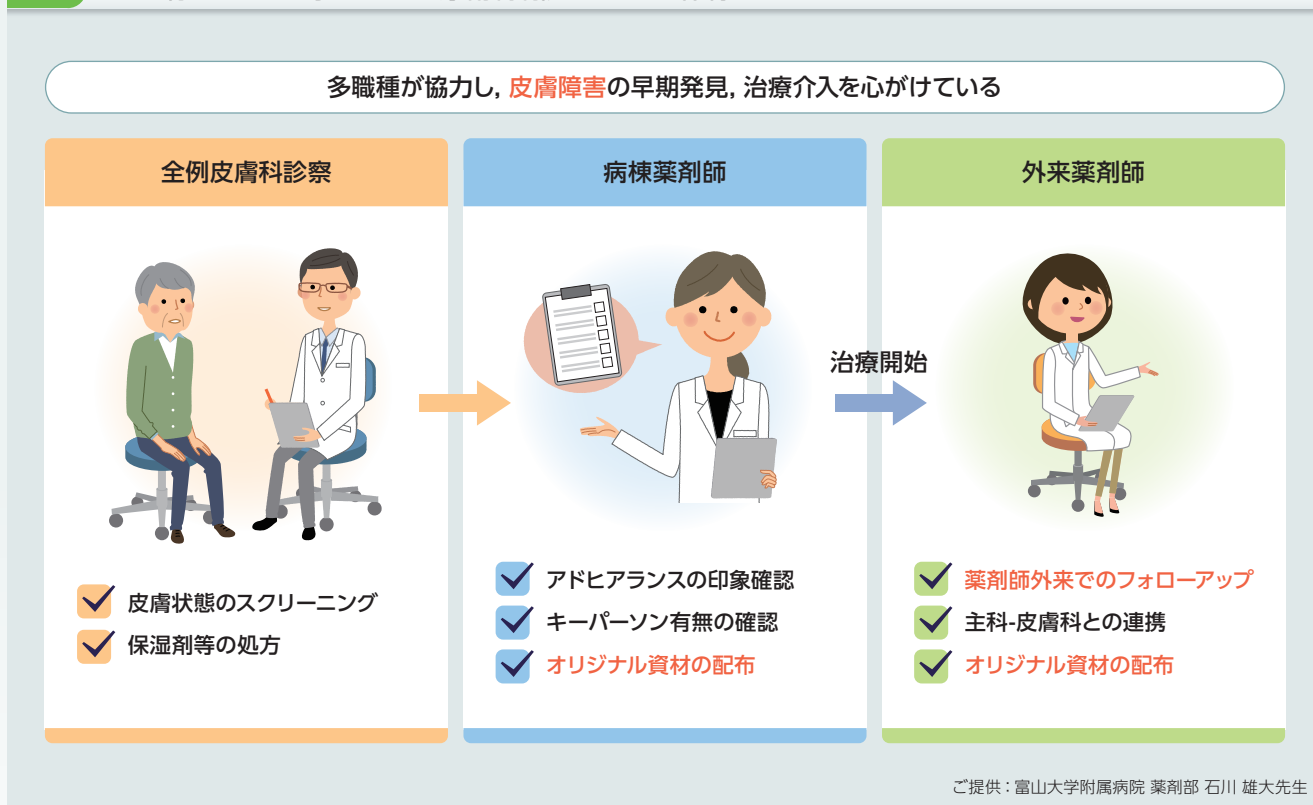 多職種が協力し，皮膚障害の早期発見，治療介入を心がけている
全例皮膚科診察
皮膚状態のスクリーニング
保湿剤等の処方
病棟薬剤師
アドヒアランスの印象確認
キーパーソン有無の確認
オリジナル資材の配布
治療開始
外来薬剤師
薬剤師外来でのフォローアップ
主科-皮膚科との連携
オリジナル資材の配布
ご提供：富山大学附属病院 薬剤部 石川 雄大先生